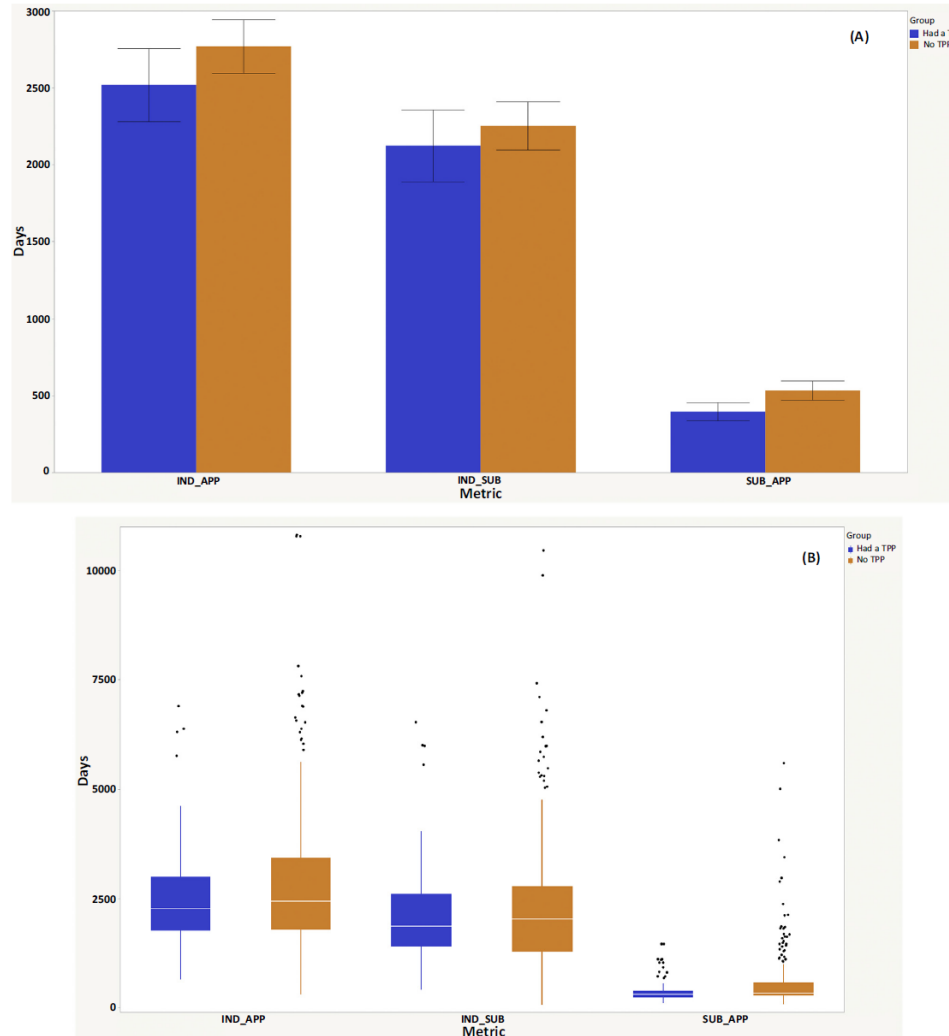 3000
(A)
Group
Had a T
No TPP
2500
2000
1500
1000
500
0
Days
IND_APP
IND_SUB
SUB_APP
Metric
(B)
Group
Had a TPP
No TPP
10000
7500
5000
2500
0
Days
IND_APP
IND_SUB
SUB_APP
Metric